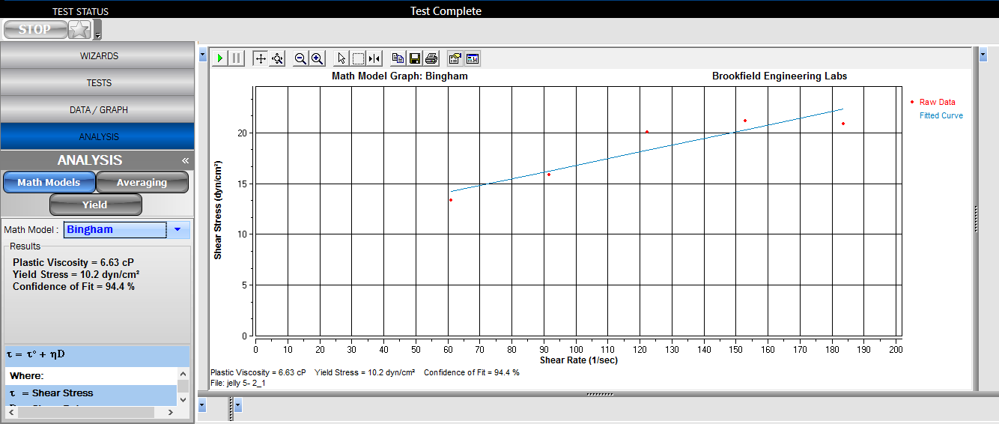 TEST STATUS
Test Complete
STOP
WIZARDS
TESTS
DATA / GRAPH
ANALYSIS
ANALYSIS «
Math Models Averaging
Yield
Math Model : Bingham
Results
Plastic Viscosity = 6.63 cP
Yield Stress = 10.2 dyn/cm²
Confidence of Fit = 94.4 %
τ = τ° + ηD
Where:
τ = Shear Stress
Math Model Graph: Bingham
Brookfield Engineering Labs
Raw Data
Fitted Curve
Shear Stress (dyn/cm²)
20
15
10
5
0
0 10 20 30 40 50 60 70 80 90 100 110 120 130 140 150 160 170 180 190 200
Shear Rate (1/sec)
Plastic Viscosity = 6.63 cP Yield Stress = 10.2 dyn/cm² Confidence of Fit = 94.4 %
File: jelly 5- 2_1